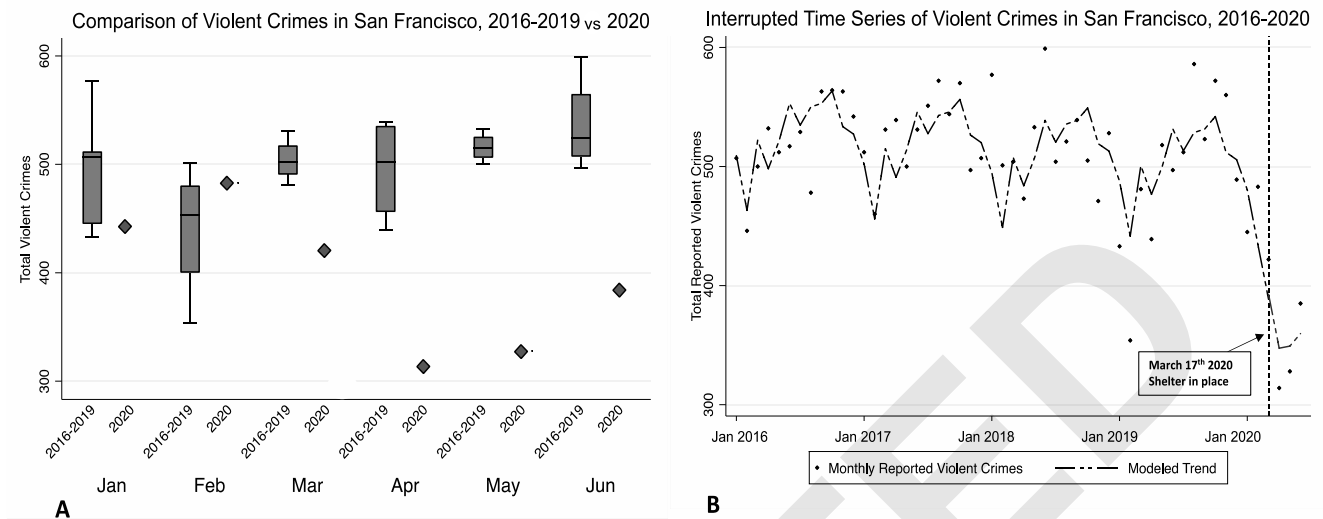 Comparison of Violent Crimes in San Francisco, 2016-2019 vs 2020
Total Violent Crimes
600
500
400
300
2016-2019
2020
2016-2019
2020
2016-2019
2020
2016-2019
2020
2016-2019
2020
2016-2019
2020
Jan
Feb
Mar
Apr
May
Jun
A
Interrupted Time Series of Violent Crimes in San Francisco, 2016-2020
Total Reported Violent Crimes
600
500
400
300
March 17th 2020
Shelter in place
Jan 2016
Jan 2017
Jan 2018
Jan 2019
Jan 2020
Monthly Reported Violent Crimes
Modeled Trend
B
TED